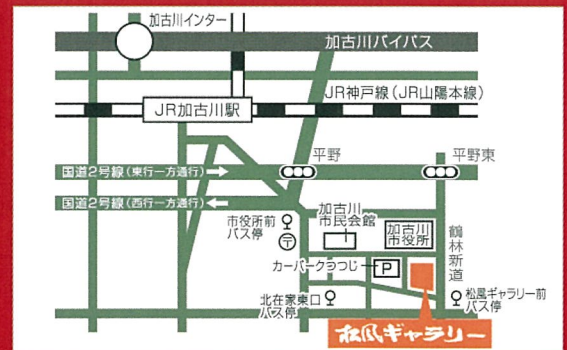 加古川インター
加古川バイパス
JR神戸線(JR山陽本線)
JR加古川駅
平野
平野東
国道2号線(東行一方通行)→
国道2号線(西行一方通行)←
市役所前
バス停
加古川
市民会館
加古川
市役所
鶴林新道
カーパークつつじ
P
北在家東口
バス停
松風ギャラリー前
バス停
松風ギャラリー